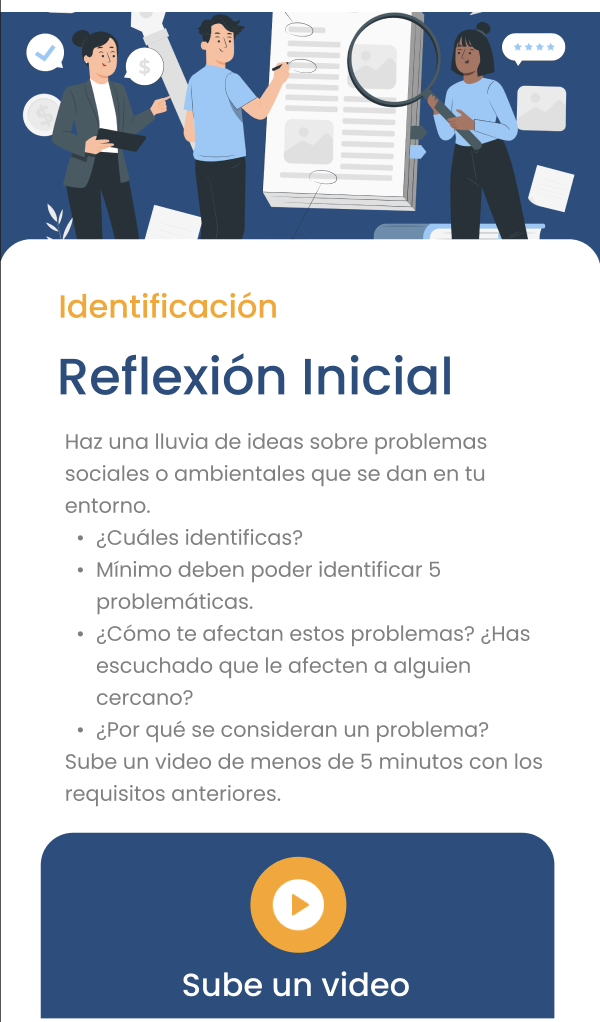 $
$
Identificación
Reflexión Inicial
Haz una lluvia de ideas sobre problemas
sociales o ambientales que se dan en tu
entorno.
• ¿Cuáles identificas?
• Mínimo deben poder identificar 5
problemáticas.
• ¿Cómo te afectan estos problemas? ¿Has
escuchado que le afecten a alguien
cercano?
• ¿Por qué se consideran un problema?
Sube un video de menos de 5 minutos con los
requisitos anteriores.
Sube un video